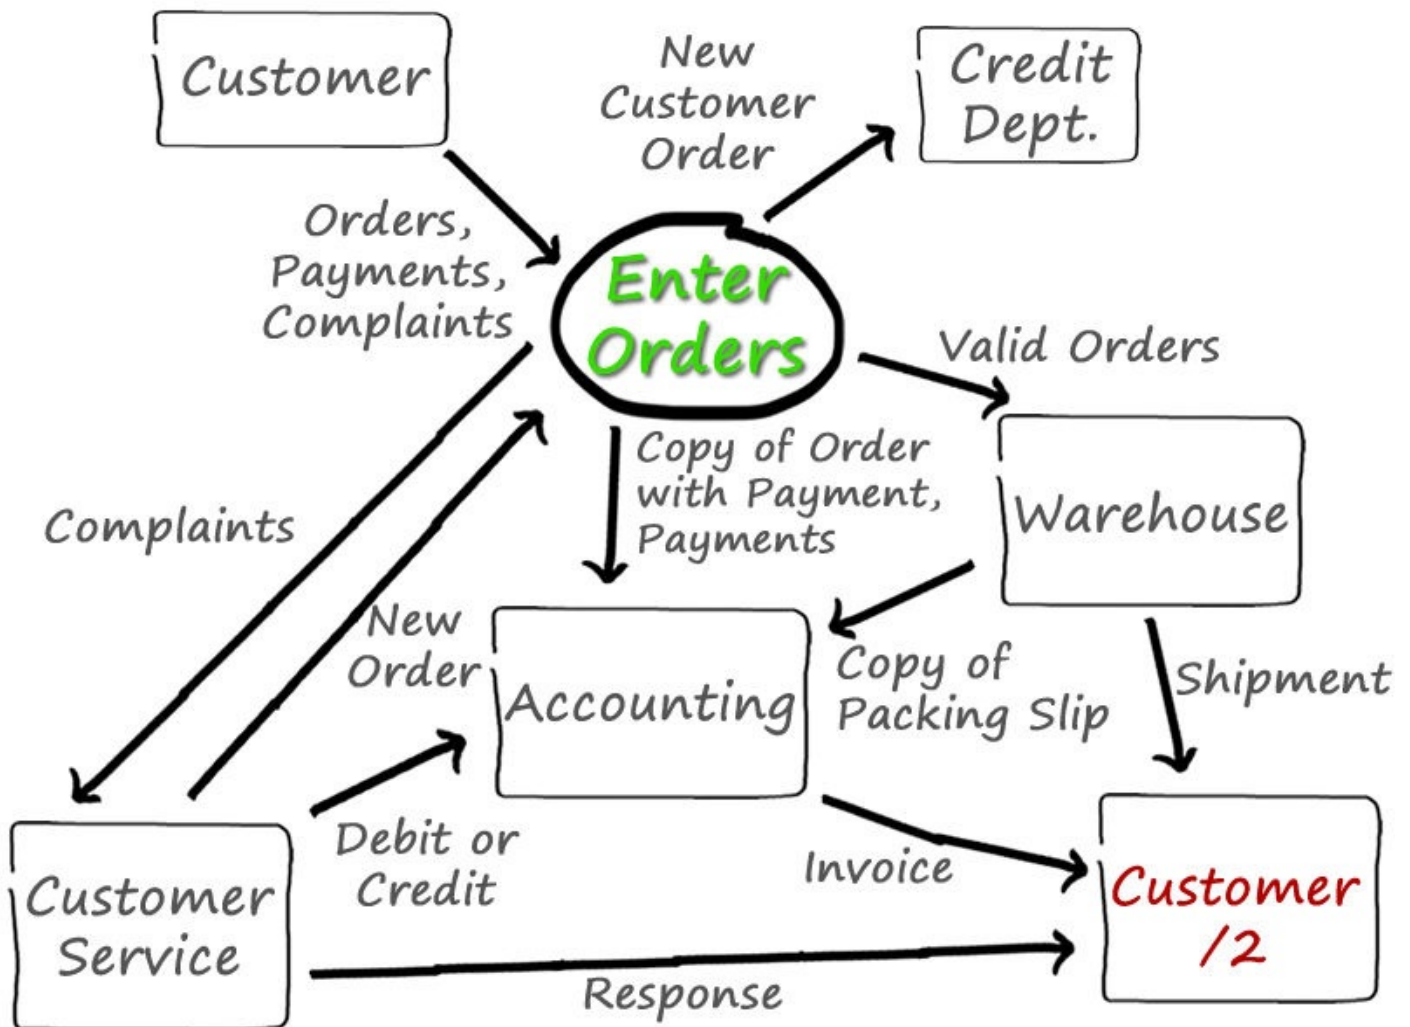 Customer
New
Customer
Order
Credit
Dept.
Orders,
Payments,
Complaints
Enter
Orders
Valid Orders
Copy of Order
with Payment,
Payments
Warehouse
Complaints
New
Order
Accounting
Copy of
Packing Slip
Shipment
Debit or
Credit
Invoice
Customer
/2
Customer
Service
Response